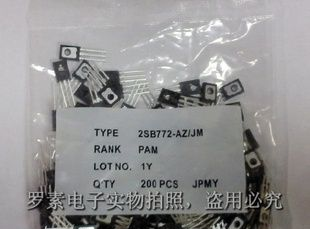 TYPE 2SB772-AZ/JM
RANK PAM
LOT NO. 1Y
Q'TY 200 PCS JPMY
罗素电子实物拍照，盗用必究